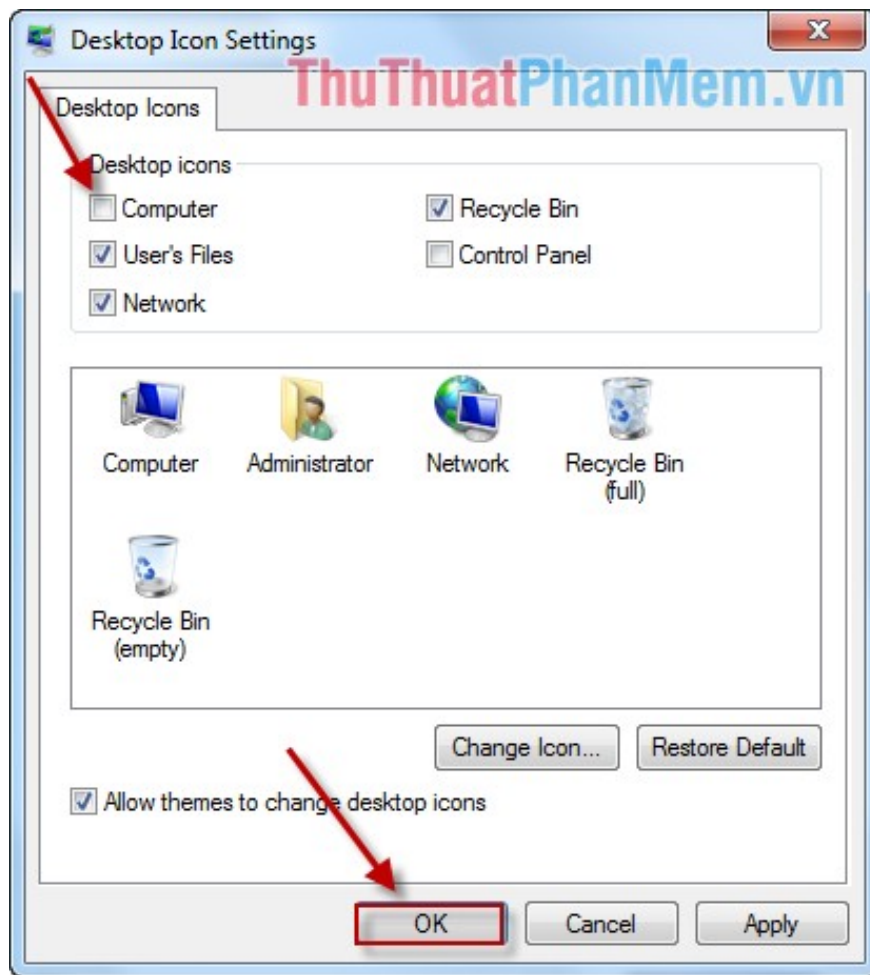 Desktop Icon Settings
ThuThuatPhanMem.vn
Desktop Icons
Desktop icons
Computer
Recycle Bin
User's Files
Control Panel
Network
Computer
Administrator
Network
Recycle Bin
(full)
Recycle Bin
(empty)
Change Icon...
Restore Default
Allow themes to change desktop icons
OK
Cancel
Apply